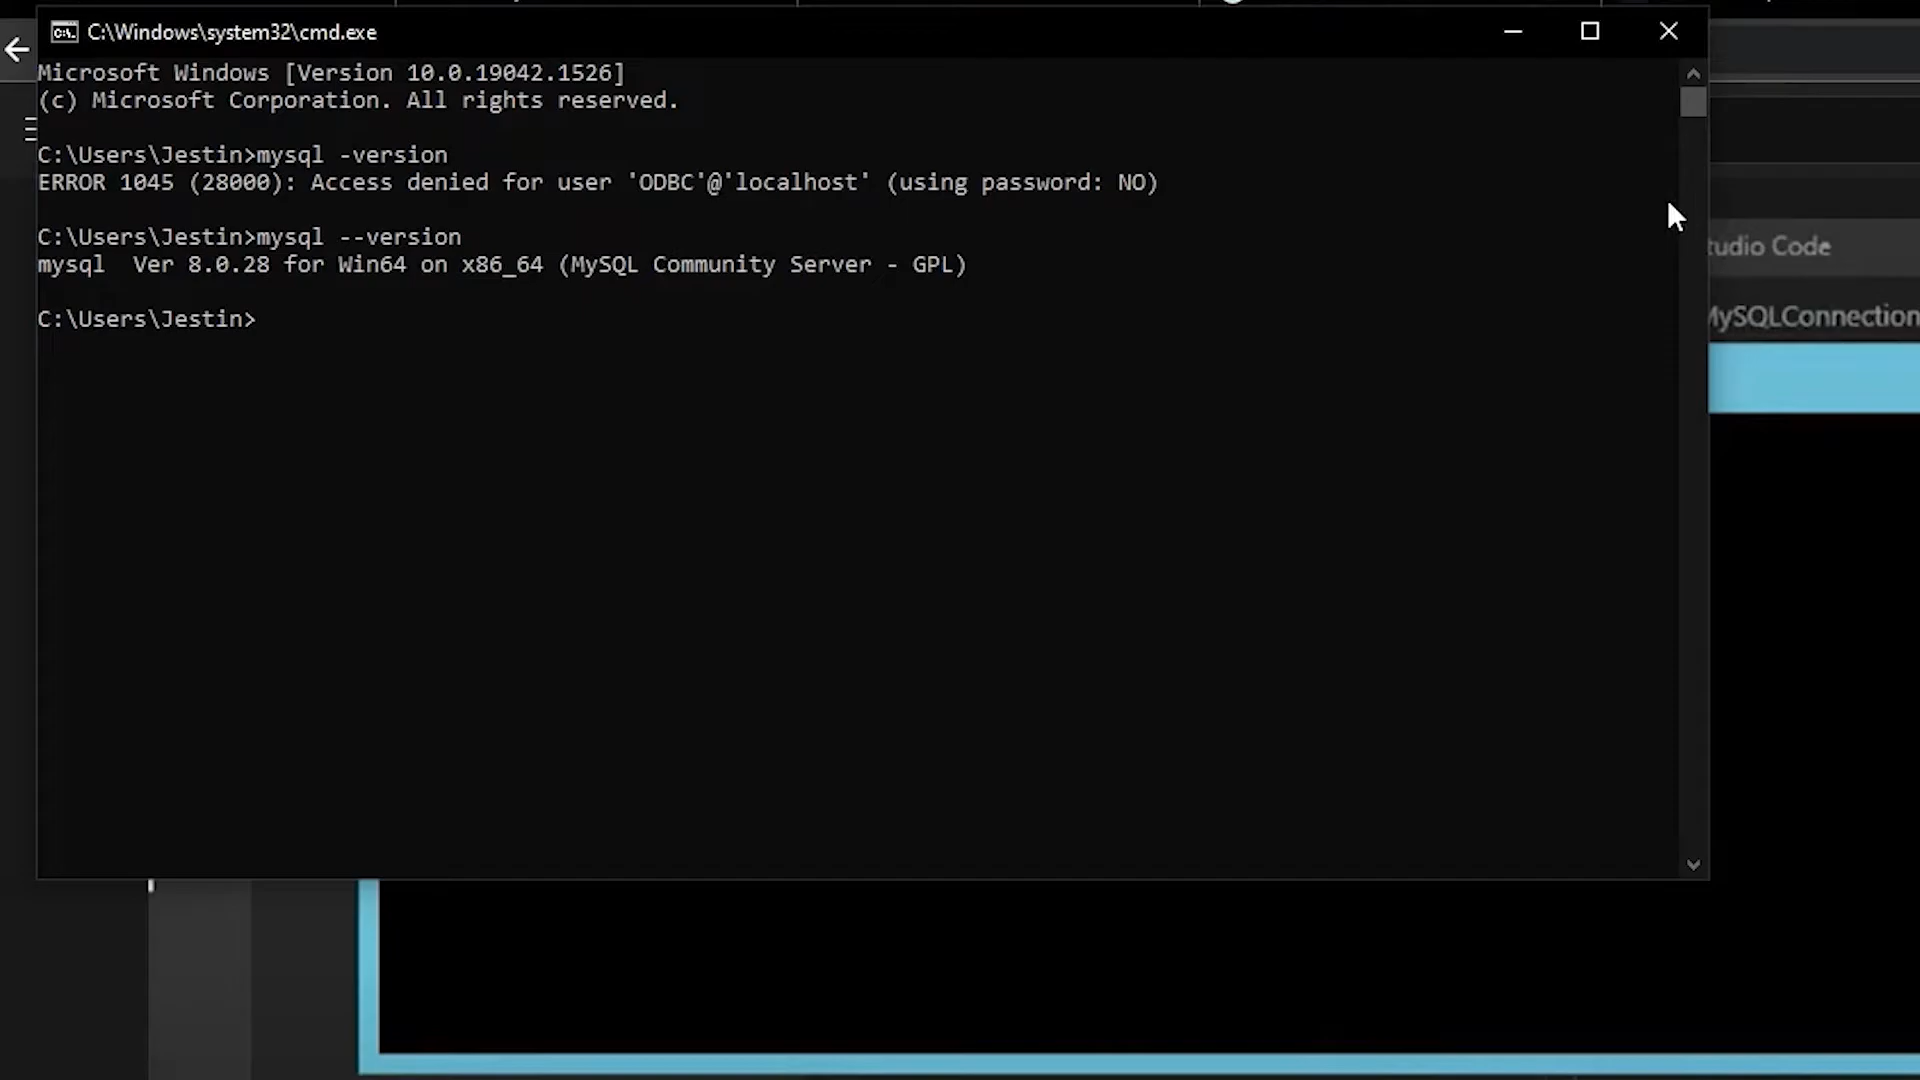 C:\Windows\system32\cmd.exe
Microsoft Windows [Version 10.0.19042.1526]
(c) Microsoft Corporation. All rights reserved.
C:\Users\Jestin>mysql -version
ERROR 1045 (28000): Access denied for user 'ODBC'@'localhost' (using password: NO)
C:\Users\Jestin>mysql --version
mysql  Ver 8.0.28 for Win64 on x86_64 (MySQL Community Server - GPL)
C:\Users\Jestin>
tudio Code
MySQLConnection